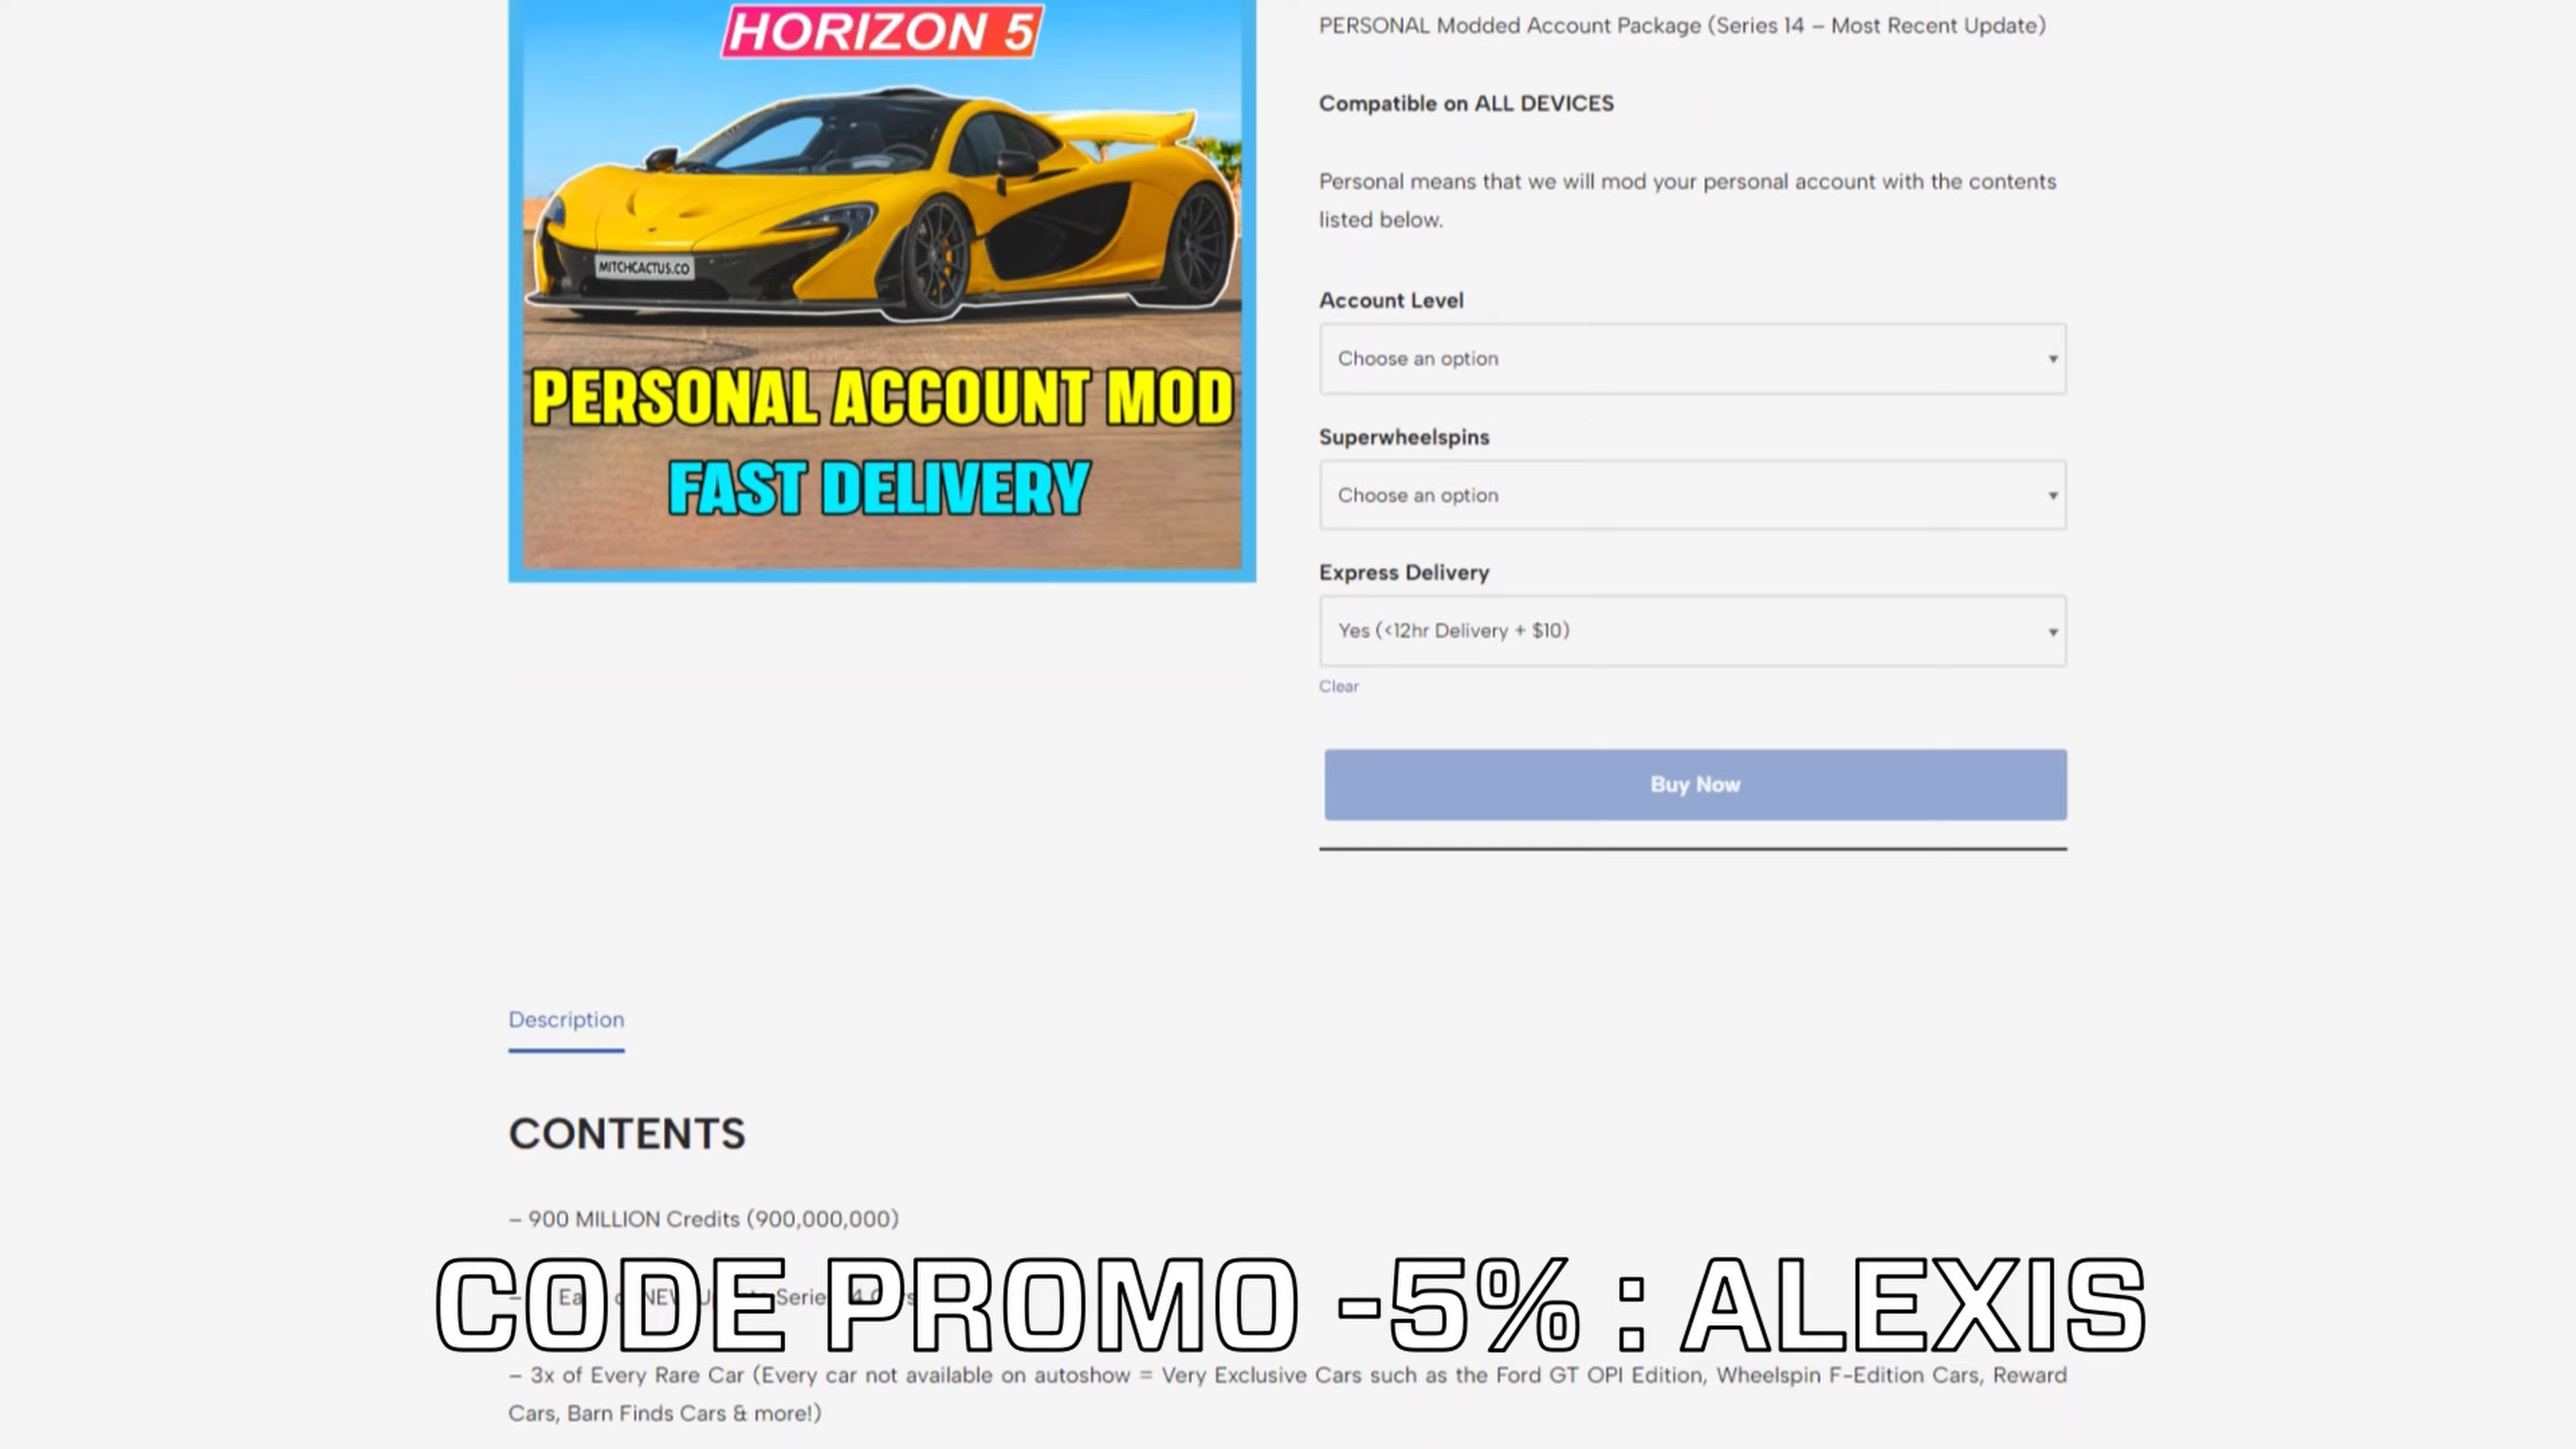 HORIZON 5
MITCHCACTUS.CO
PERSONAL ACCOUNT MOD
FAST DELIVERY
PERSONAL Modded Account Package (Series 14 – Most Recent Update)
Compatible on ALL DEVICES
Personal means that we will mod your personal account with the contents
listed below.
Account Level
Choose an option
Superwheelspins
Choose an option
Express Delivery
Yes (<12hr Delivery + $10)
Clear
Buy Now
Description
CONTENTS
– 900 MILLION Credits (900,000,000)
CODE PROMO -5% : ALEXIS
– 3x of Every Rare Car (Every car not available on autoshow = Very Exclusive Cars such as the Ford GT OPI Edition, Wheelspin F-Edition Cars, Reward
Cars, Barn Finds Cars & more!)